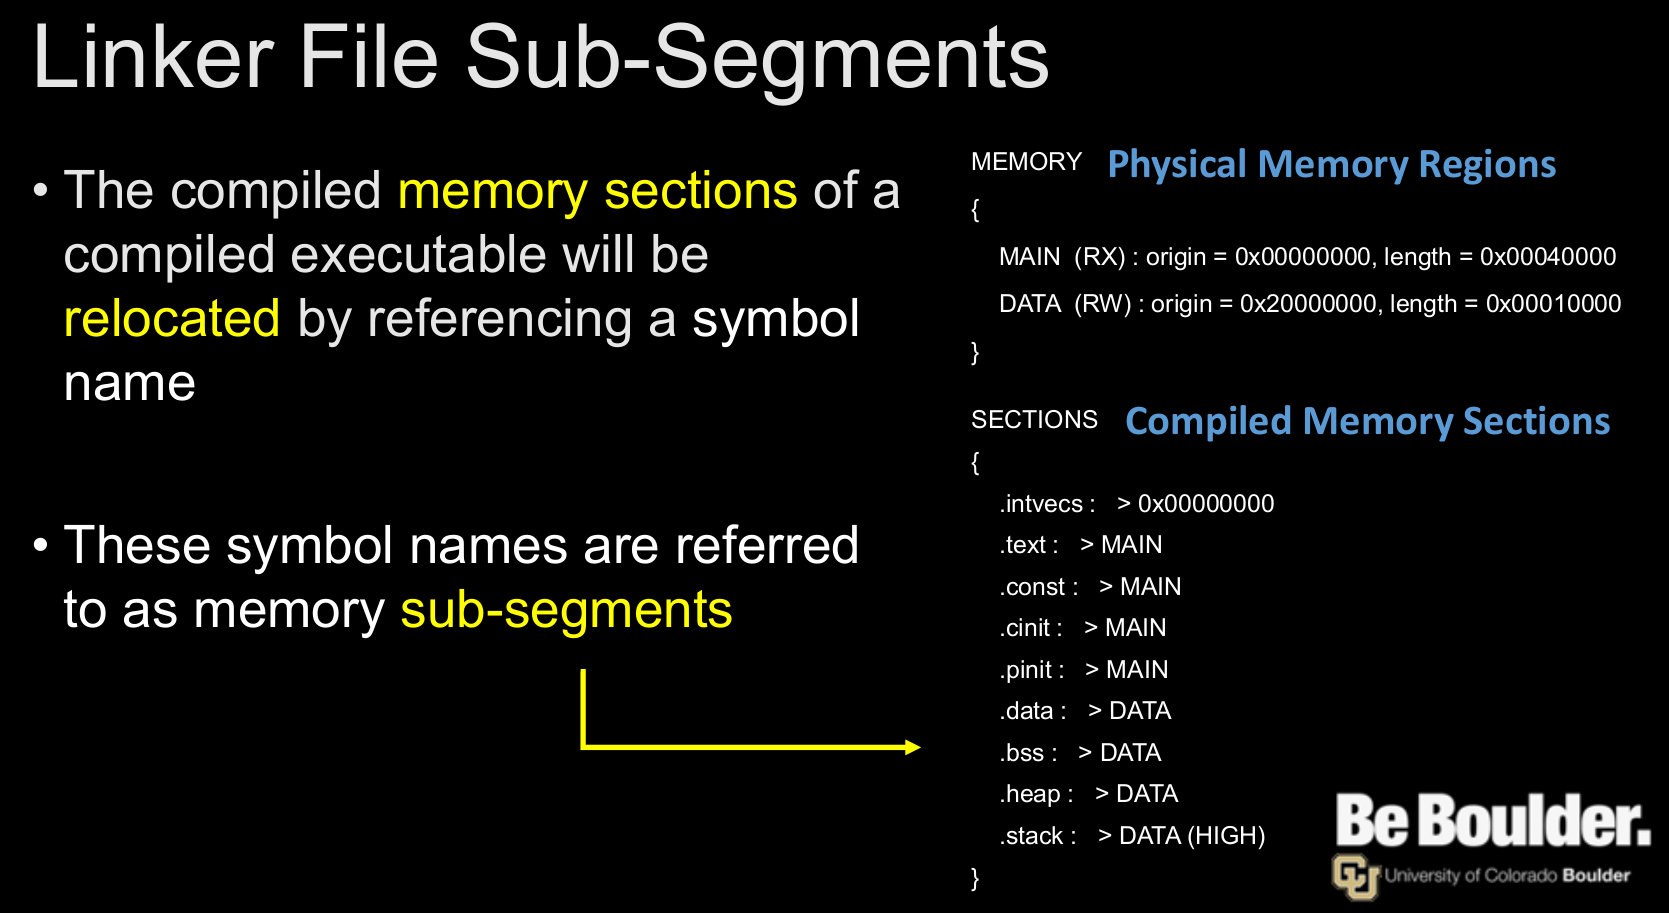 Linker File Sub-Segments
• The compiled memory sections of a
compiled executable will be
relocated by referencing a symbol
name
• These symbol names are referred
to as memory sub-segments
MEMORY Physical Memory Regions
{
MAIN (RX) : origin = 0x00000000, length = 0x00040000
DATA (RW) : origin = 0x20000000, length = 0x00010000
}
SECTIONS Compiled Memory Sections
{
.intvecs : > 0x00000000
.text : > MAIN
.const : > MAIN
.cinit : > MAIN
.pinit : > MAIN
.data : > DATA
.bss : > DATA
.heap : > DATA
.stack : > DATA (HIGH)
}
Be Boulder.
CU University of Colorado Boulder